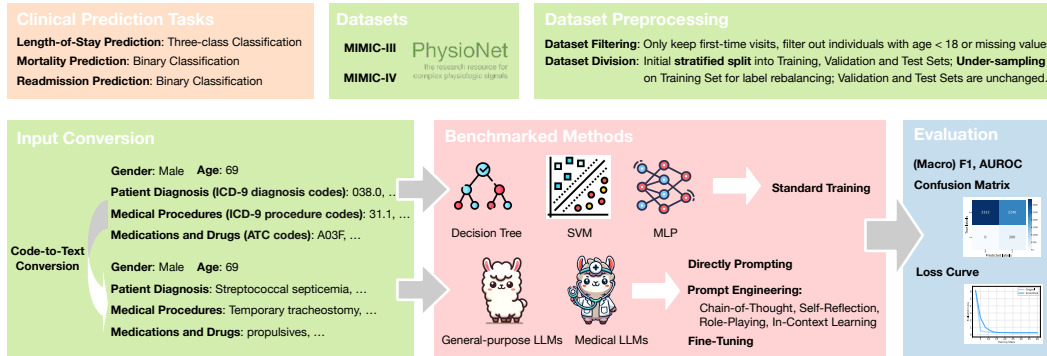 Clinical Prediction Tasks
Length-of-Stay Prediction: Three-class Classification
Mortality Prediction: Binary Classification
Readmission Prediction: Binary Classification
Datasets
MIMIC-III
MIMIC-IV
PhysioNet
the research resource for
complex physiologic signals
Dataset Preprocessing
Dataset Filtering: Only keep first-time visits, filter out individuals with age < 18 or missing value
Dataset Division: Initial stratified split into Training, Validation and Test Sets; Under-sampling
on Training Set for label rebalancing; Validation and Test Sets are unchanged.
Input Conversion
Gender: Male Age: 69
Patient Diagnosis (ICD-9 diagnosis codes): 038.0, ...
Medical Procedures (ICD-9 procedure codes): 31.1, ...
Medications and Drugs (ATC codes): A03F, ...
Code-to-Text
Conversion
Gender: Male Age: 69
Patient Diagnosis: Streptococcal septicemia, ...
Medical Procedures: Temporary tracheostomy, ...
Medications and Drugs: propulsives, ...
Benchmarked Methods
Decision Tree
SVM
MLP
Standard Training
General-purpose LLMs
Medical LLMs
Directly Prompting
Prompt Engineering:
Chain-of-Thought, Self-Reflection,
Role-Playing, In-Context Learning
Fine-Tuning
Evaluation
(Macro) F1, AUROC
Confusion Matrix
Predicted Labels
Loss Curve